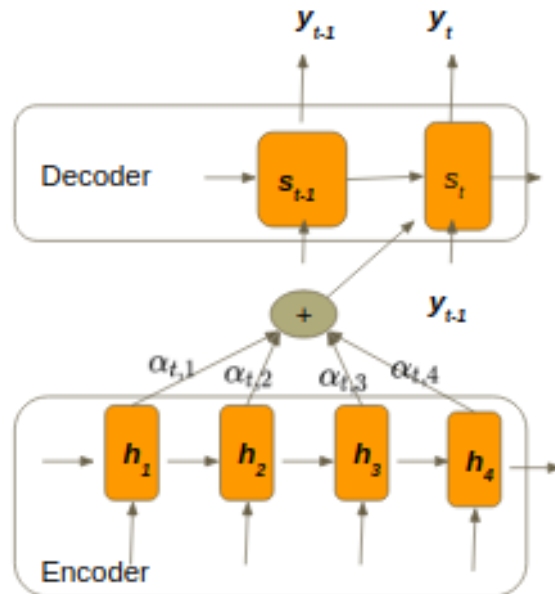 y_{t-1} y_t
Decoder
s_{t-1} s_t
+
y_{t-1}
α_{t,1} α_{t,2} α_{t,3} α_{t,4}
h_1 h_2 h_3 h_4
Encoder